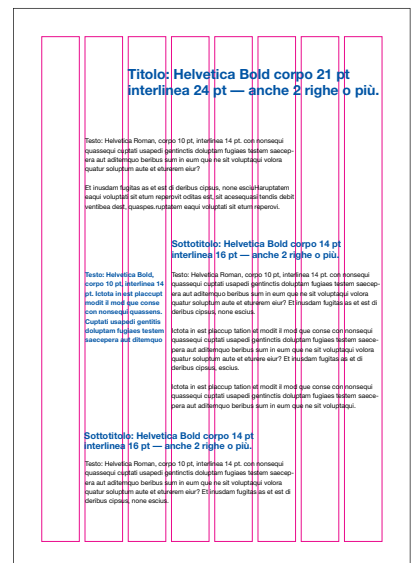 Titolo: Helvetica Bold corpo 21 pt
interlinea 24 pt — anche 2 righe o più.
Testo: Helvetica Roman, corpo 10 pt, interlinea 14 pt. con nonsequi
quassequi cuptati usapedi gentinctis doluptam fugiaes testem saecep-
era aut aditemquo beribus sum in eum que ne sit voluptaqui volora
quatur soluptum aute et eturerem eiur?
Et inusdam fugitas as et est di deribus cipsus, none esciuHaruptatem
eaqui voluptati sit etum reperovit oditas est, sit acesequasi tendis debit
ventibea dest, quaspes.ruptatem eaqui voluptati sit etum reperovi.
Sottotitolo: Helvetica Bold corpo 14 pt
interlinea 16 pt — anche 2 righe o più.
Testo: Helvetica Bold,
corpo 10 pt, interlinea 14
pt. Ictota in est placcupt
modit il mod que conse
con nonsequi quassens.
Cuptati usapedi gentilis
doluptam fugiaes testem
saecepera aut ditemquo
Testo: Helvetica Roman, corpo 10 pt, interlinea 14 pt. con nonsequi
quassequi cuptati usapedi gentinctis doluptam fugiaes testem saecep-
era aut aditemquo beribus sum in eum que ne sit voluptaqui volora
quatur soluptum aute et eturerem eiur? Et inusdam fugitas as et est di
deribus cipsus, none escius.
Ictota in est placcup tation et modit il mod que conse con nonsequi
quassequi cuptati usapedi gentinctis doluptam fugiaes testem saecep-
era aut aditemquo beribus sum in eum que ne sit voluptaqui volora
quatur soluptum aute et eturerem eiur? Et inusdam fugitas as et est di
deribus cipsus, escius.
Ictota in est placcup tation et modit il mod que conse con nonsequi
quassequi cuptati usapedi gentinctis doluptam fugiaes testem saece-
pera aut aditemquo beribus sum in eum que ne sit voluptaqui.
Sottotitolo: Helvetica Bold corpo 14 pt
interlinea 16 pt — anche 2 righe o più.
Testo: Helvetica Roman, corpo 10 pt, interlinea 14 pt. con nonsequi
quassequi cuptati usapedi gentinctis doluptam fugiaes testem saecep-
era aut aditemquo beribus sum in eum que ne sit voluptaqui volora
quatur soluptum aute et eturerem eiur? Et inusdam fugitas as et est di
deribus cipsus, none escius.